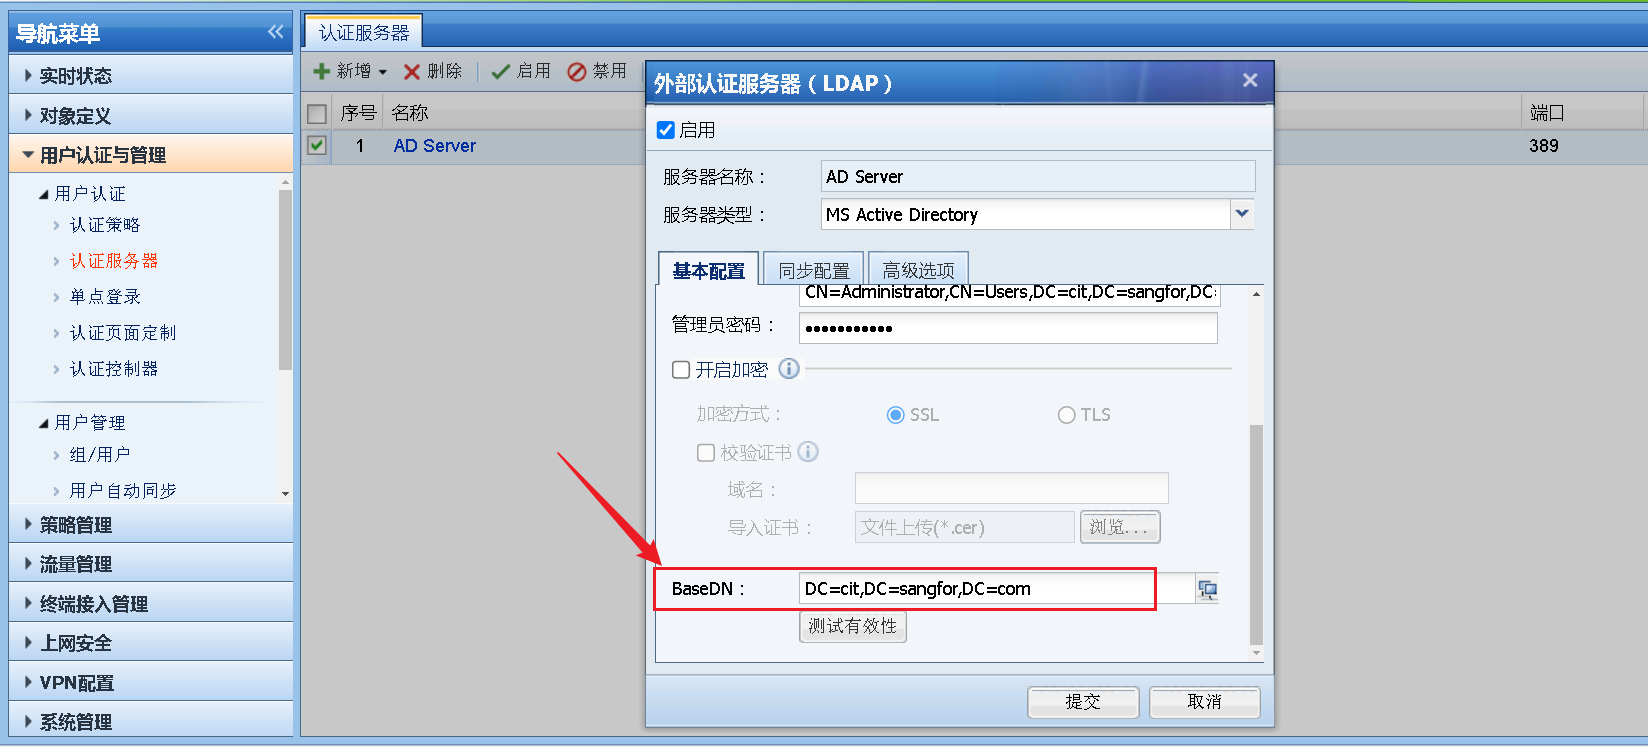 导航菜单
实时状态
对象定义
用户认证与管理
用户认证
认证策略
认证服务器
单点登录
认证页面定制
认证控制器
用户管理
组/用户
用户自动同步
策略管理
流量管理
终端接入管理
上网安全
VPN配置
系统管理
认证服务器
新增 删除 启用 禁用
序号 名称 端口
1 AD Server 389
外部认证服务器（LDAP）
启用
服务器名称： AD Server
服务器类型： MS Active Directory
基本配置 同步配置 高级选项
CN=Administrator,CN=Users,DC=cit,DC=sangfor,DC=
管理员密码： •••••••••••
开启加密
加密方式： SSL TLS
校验证书
域名：
导入证书： 文件上传(*.cer) 浏览...
BaseDN： DC=cit,DC=sangfor,DC=com
测试有效性
提交 取消